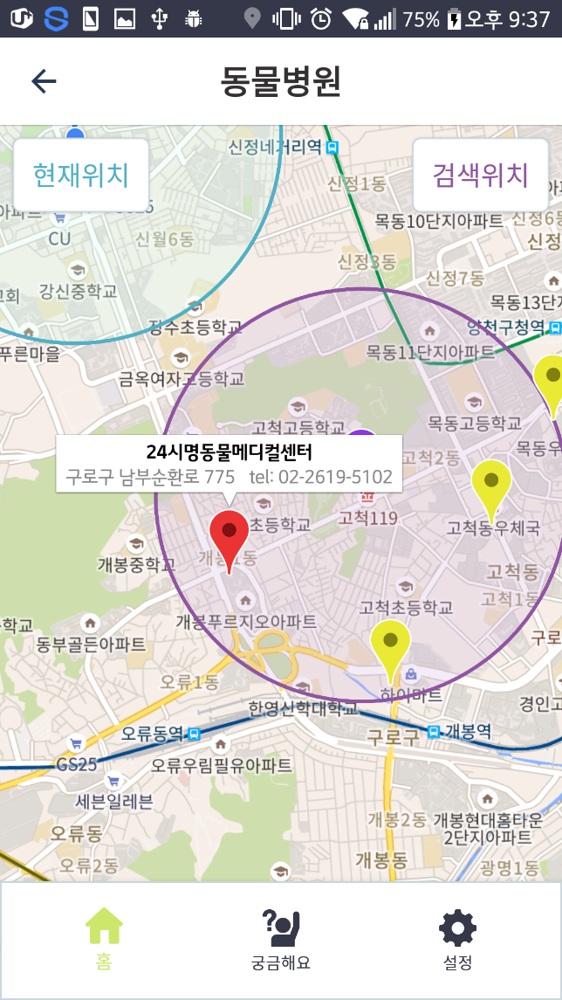 75% 오후 9:37
동물병원
현재위치
검색위치
신정네거리역
신정1동
목동10단지아파트
CU
신월6동
신정3동
강신중학교
신정7동
목동13단지
장수초등학교
양천구청역
푸른마을
목동11단지아파트
금옥여자고등학교
고척고등학교
목동고등학교
24시명동물메디컬센터
구로구 남부순환로 775 tel: 02-2619-5102
고척2동
고척119
초등학교
고척동우체국
개봉1동
개봉중학교
고척동
고척1동
고척초등학교
개봉푸르지오아파트
동부골든아파트
오류1동
하이마트
한영신학대학교
오류동역
구로구
개봉역
GS25
오류우림필유아파트
세븐일레븐
개봉2동
개봉현대홈타운
2단지아파트
오류동
개봉동
오류2동
광명1동
홈
궁금해요
설정